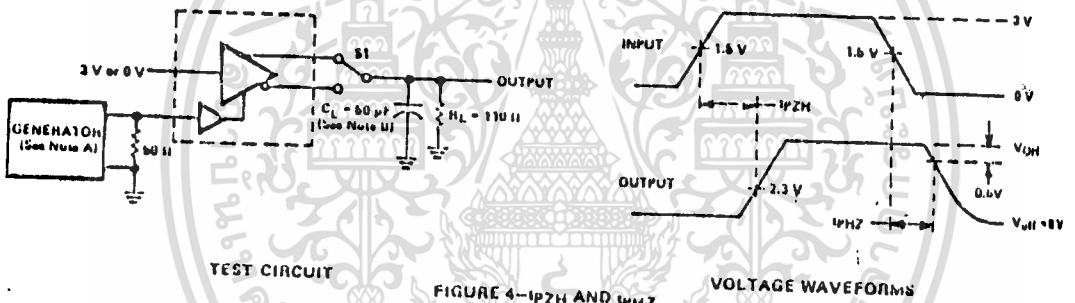 3 V or 0 V
GENERATOR
(See Note A)
50 Ω
S1
OUTPUT
C_L = 50 pF
(See Note B)
R_L = 110 Ω
TEST CIRCUIT
INPUT
1.5 V
1.5 V
3 V
0 V
tPZH
OUTPUT
2.3 V
VOH
0.5V
tPHZ
Voff ≈0V
VOLTAGE WAVEFORMS
FIGURE 4–tPZH AND tPHZ